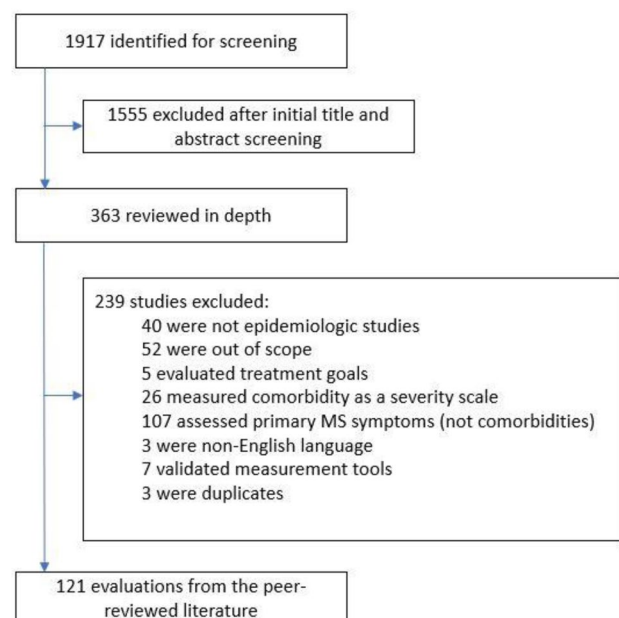 1917 identified for screening
1555 excluded after initial title and
abstract screening
363 reviewed in depth
239 studies excluded:
40 were not epidemiologic studies
52 were out of scope
5 evaluated treatment goals
26 measured comorbidity as a severity scale
107 assessed primary MS symptoms (not comorbidities)
3 were non-English language
7 validated measurement tools
3 were duplicates
121 evaluations from the peer-
reviewed literature